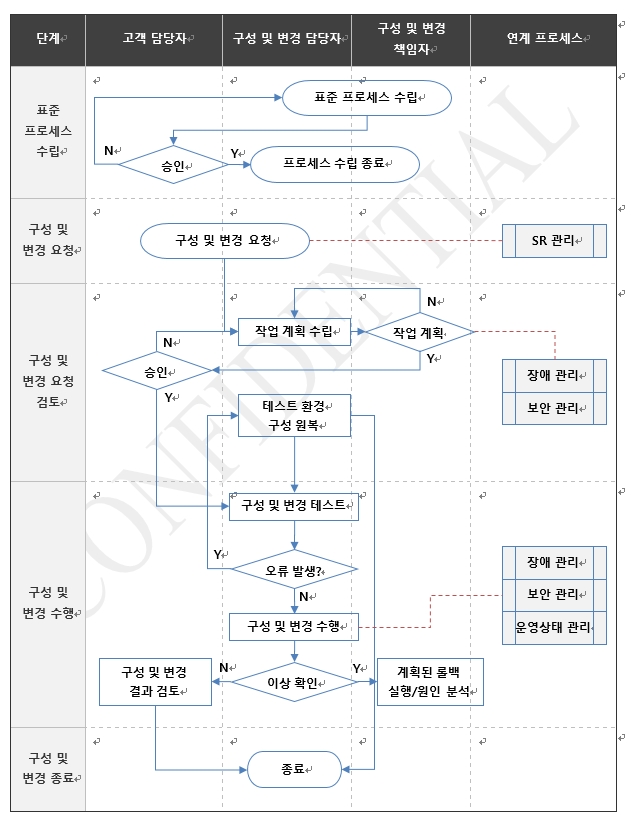 단계
고객 담당자
구성 및 변경 담당자
구성 및 변경
책임자
연계 프로세스
표준
프로세스
수립
표준 프로세스 수립
N
승인
Y
프로세스 수립 종료
구성 및
변경 요청
구성 및 변경 요청
SR 관리
구성 및
변경 요청
검토
N
작업 계획 수립
작업 계획
N
Y
승인
Y
장애 관리
보안 관리
테스트 환경
구성 원복
구성 및
변경 수행
구성 및 변경 테스트
Y
오류 발생?
N
장애 관리
보안 관리
운영상태 관리
구성 및 변경 수행
구성 및 변경
결과 검토
N
이상 확인
Y
계획된 롤백
실행/원인 분석
구성 및
변경 종료
종료
CONFIDENTIAL